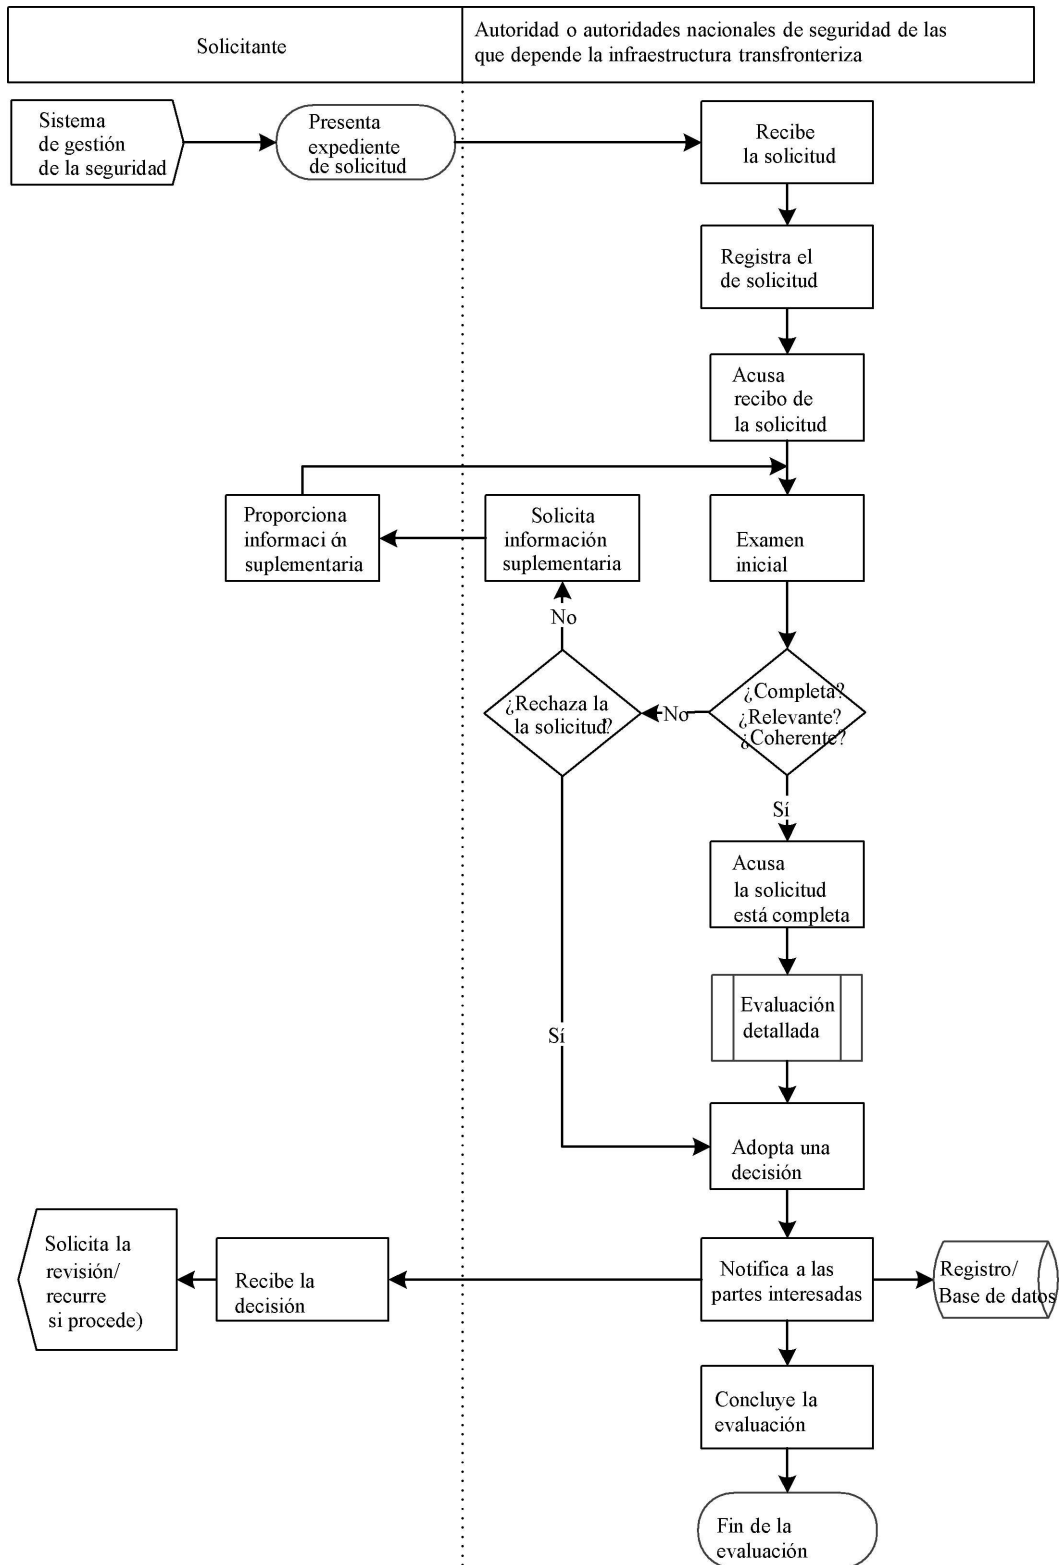 Solicitante
Autoridad o autoridades nacionales de seguridad de las
que depende la infraestructura transfronteriza
Sistema
de gestión
de la seguridad
Presenta
expediente
de solicitud
Recibe
la solicitud
Registra el
de solicitud
Acusa
recibo de
la solicitud
Proporciona
informaci ón
suplementaria
Solicita
información
suplementaria
Examen
inicial
No
¿Rechaza la
la solicitud?
No
¿Completa?
¿Relevante?
¿Coherente?
Sí
Acusa
la solicitud
está completa
Evaluación
detallada
Sí
Adopta una
decisión
Solicita la
revisión/
recurre
si procede)
Recibe la
decisión
Notifica a las
partes interesadas
Registro/
Base de datos
Concluye la
evaluación
Fin de la
evaluación